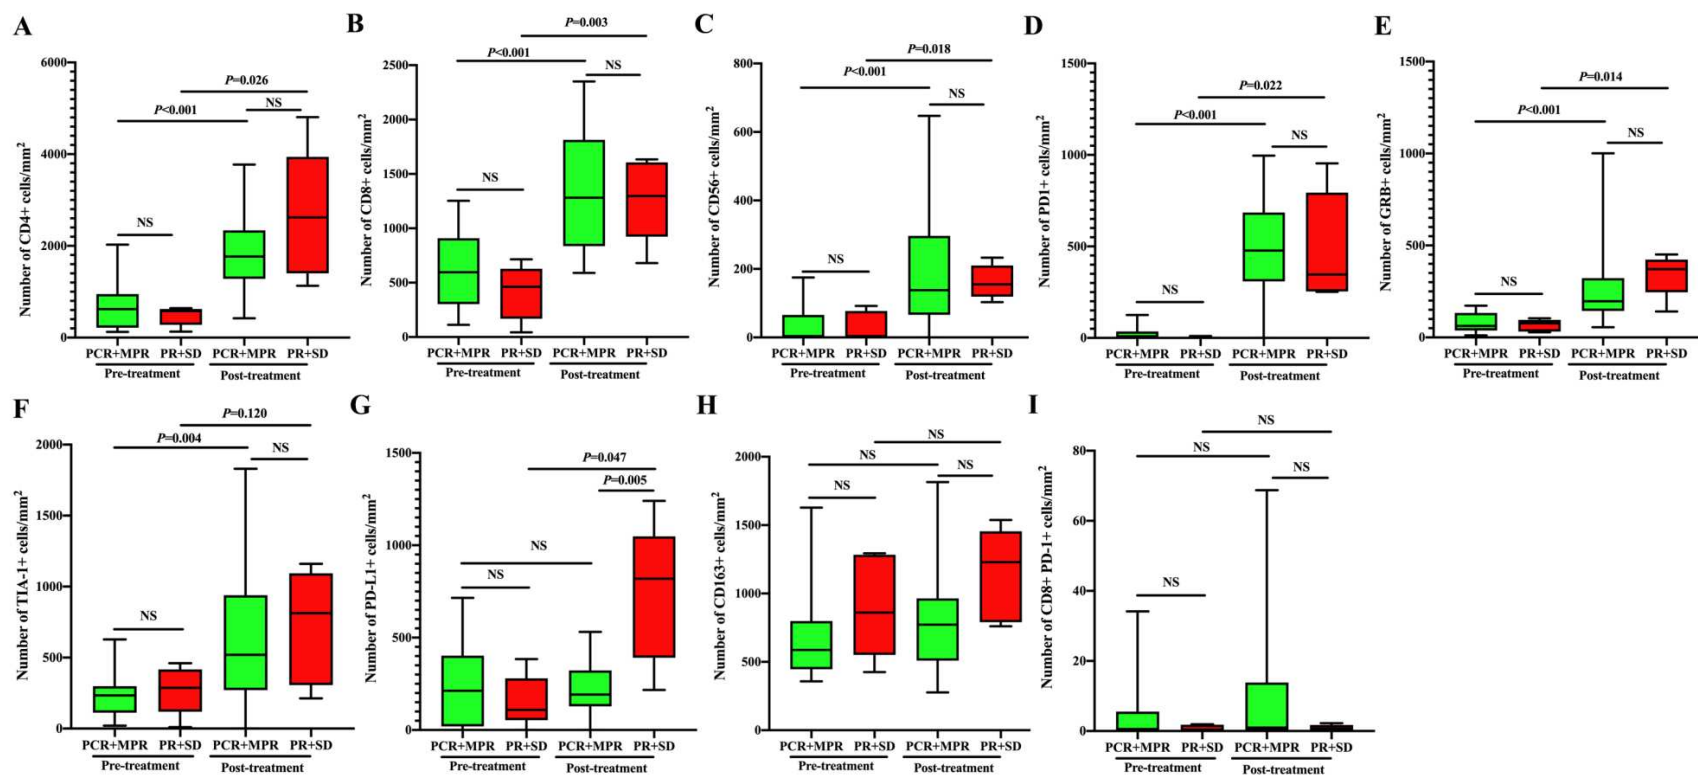 A
P=0.026
NS
P<0.001
NS
Number of CD4+ cells/mm²
6000
4000
2000
0
PCR+MPR PR+SD PCR+MPR PR+SD
Pre-treatment Post-treatment
B
P=0.003
P<0.001
NS
NS
Number of CD8+ cells/mm²
2500
2000
1500
1000
500
0
PCR+MPR PR+SD PCR+MPR PR+SD
Pre-treatment Post-treatment
C
P=0.018
P<0.001
NS
NS
Number of CD56+ cells/mm²
800
600
400
200
0
PCR+MPR PR+SD PCR+MPR PR+SD
Pre-treatment Post-treatment
D
P=0.022
P<0.001
NS
NS
Number of PD1+ cells/mm²
1500
1000
500
0
PCR+MPR PR+SD PCR+MPR PR+SD
Pre-treatment Post-treatment
E
P=0.014
P<0.001
NS
NS
Number of GRB+ cells/mm²
1500
1000
500
0
PCR+MPR PR+SD PCR+MPR PR+SD
Pre-treatment Post-treatment
F
P=0.120
P=0.004
NS
NS
Number of TIA-1+ cells/mm²
2000
1500
1000
500
0
PCR+MPR PR+SD PCR+MPR PR+SD
Pre-treatment Post-treatment
G
P=0.047
P=0.005
NS
NS
Number of PD-L1+ cells/mm²
1500
1000
500
0
PCR+MPR PR+SD PCR+MPR PR+SD
Pre-treatment Post-treatment
H
NS
NS
NS
NS
Number of CD163+ cells/mm²
2000
1500
1000
500
0
PCR+MPR PR+SD PCR+MPR PR+SD
Pre-treatment Post-treatment
I
NS
NS
NS
NS
Number of CD8+ PD-1+ cells/mm²
80
60
40
20
0
PCR+MPR PR+SD PCR+MPR PR+SD
Pre-treatment Post-treatment